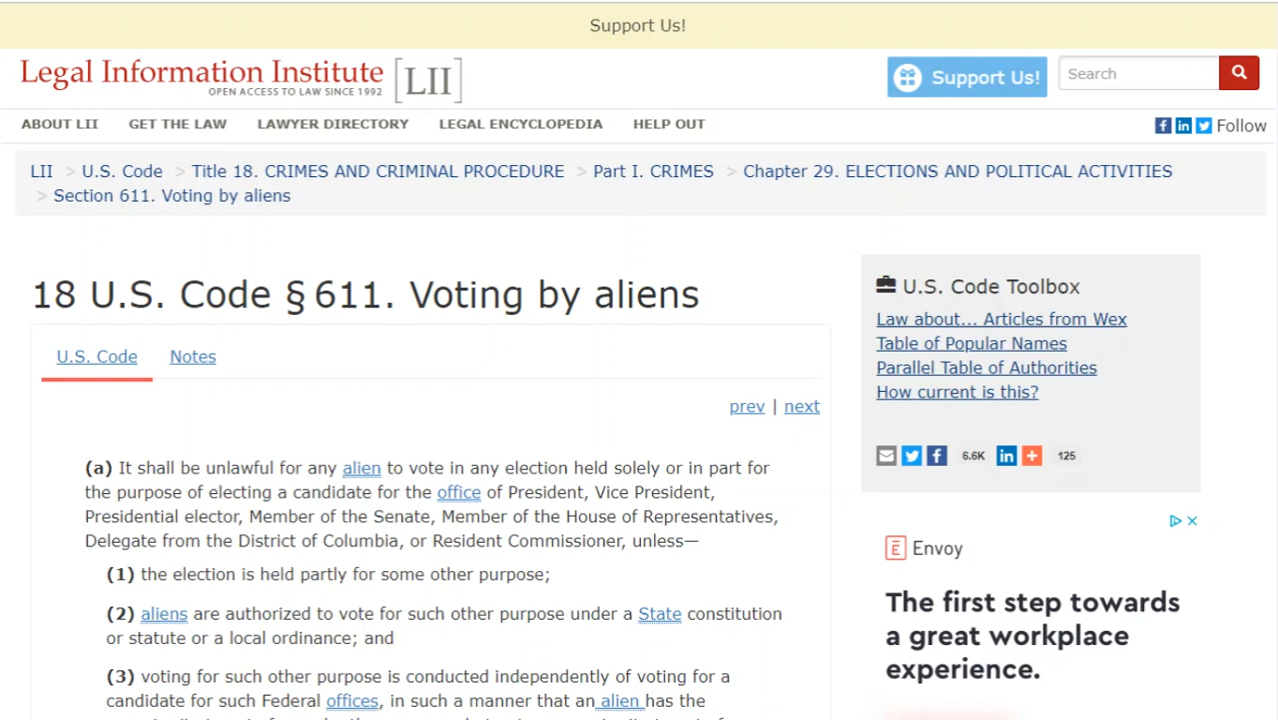 Support Us!
Legal Information Institute [LII]
OPEN ACCESS TO LAW SINCE 1992
Support Us!
Search
ABOUT LII GET THE LAW LAWYER DIRECTORY LEGAL ENCYCLOPEDIA HELP OUT
Follow
LII > U.S. Code > Title 18. CRIMES AND CRIMINAL PROCEDURE > Part I. CRIMES > Chapter 29. ELECTIONS AND POLITICAL ACTIVITIES
> Section 611. Voting by aliens
18 U.S. Code § 611. Voting by aliens
U.S. Code Notes
prev | next
(a) It shall be unlawful for any alien to vote in any election held solely or in part for
the purpose of electing a candidate for the office of President, Vice President,
Presidential elector, Member of the Senate, Member of the House of Representatives,
Delegate from the District of Columbia, or Resident Commissioner, unless—
(1) the election is held partly for some other purpose;
(2) aliens are authorized to vote for such other purpose under a State constitution
or statute or a local ordinance; and
(3) voting for such other purpose is conducted independently of voting for a
candidate for such Federal offices, in such a manner that an alien has the
U.S. Code Toolbox
Law about... Articles from Wex
Table of Popular Names
Parallel Table of Authorities
How current is this?
6.6K 125
Envoy
The first step towards
a great workplace
experience.